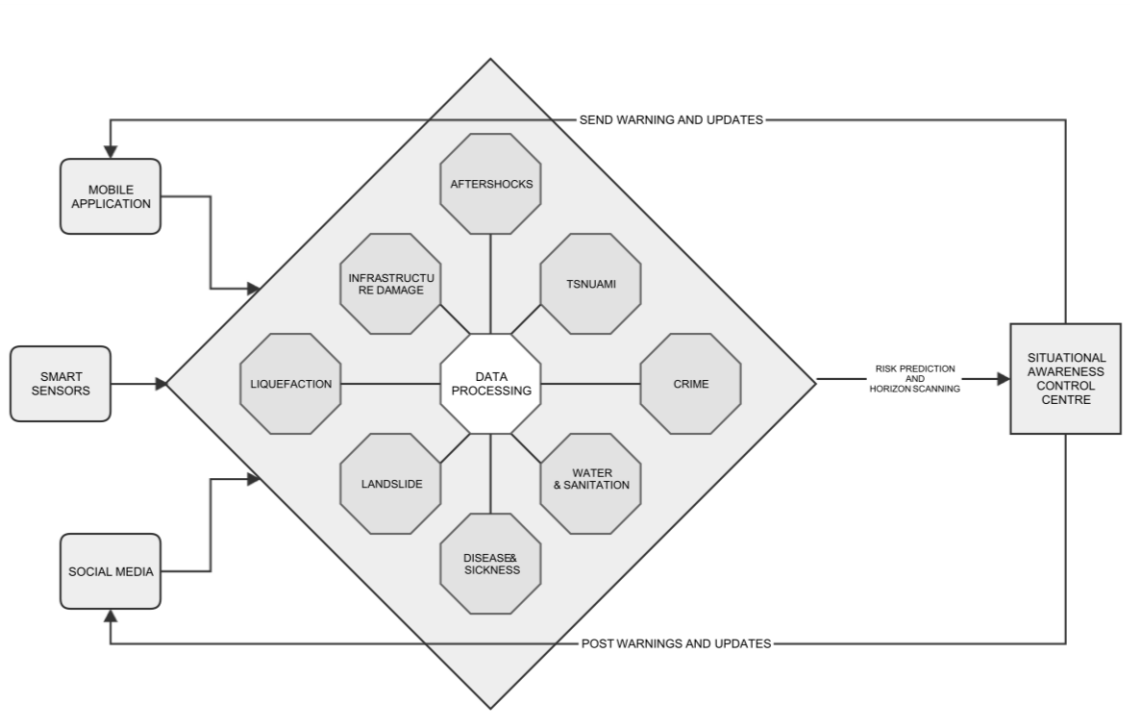 SEND WARNING AND UPDATES
AFTERSHOCKS
MOBILE
APPLICATION
INFRASTRUCTU
RE DAMAGE
TSNUAMI
SMART
SENSORS
LIQUEFACTION
DATA
PROCESSING
CRIME
RISK PREDICTION
AND
HORIZON SCANNING
SITUATIONAL
AWARENESS
CONTROL
CENTRE
LANDSLIDE
WATER
& SANITATION
SOCIAL MEDIA
DISEASE&
SICKNESS
POST WARNINGS AND UPDATES